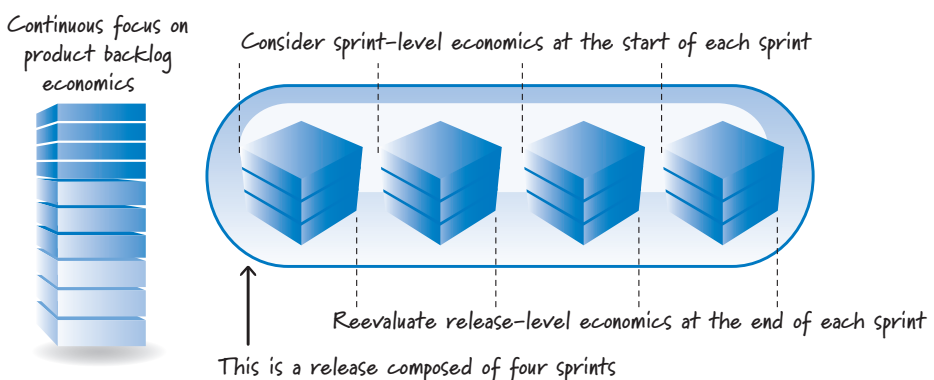 Continuous focus on
product backlog
economics
Consider sprint-level economics at the start of each sprint
Reevaluate release-level economics at the end of each sprint
This is a release composed of four sprints